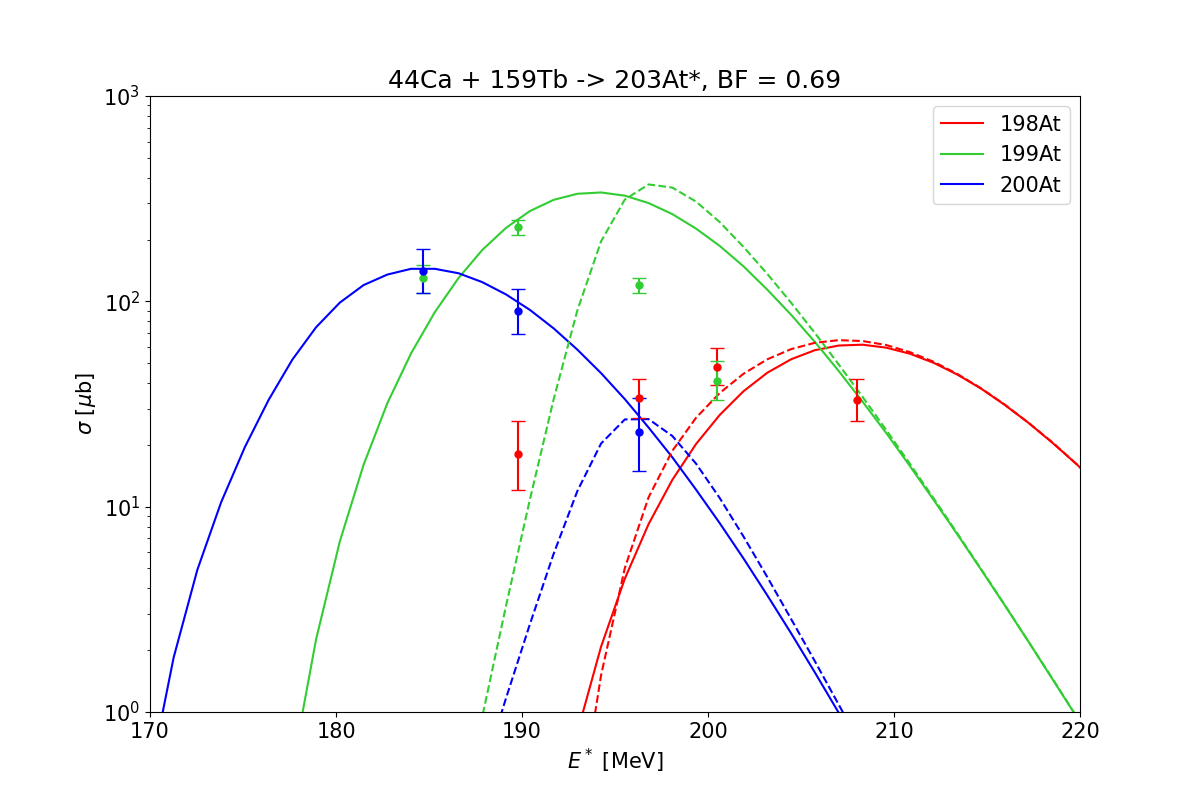 44Ca + 159Tb -> 203At*, BF = 0.69
10³
198At
199At
200At
10²
σ [μb]
10¹
10⁰
170 180 190 200 210 220
E* [MeV]